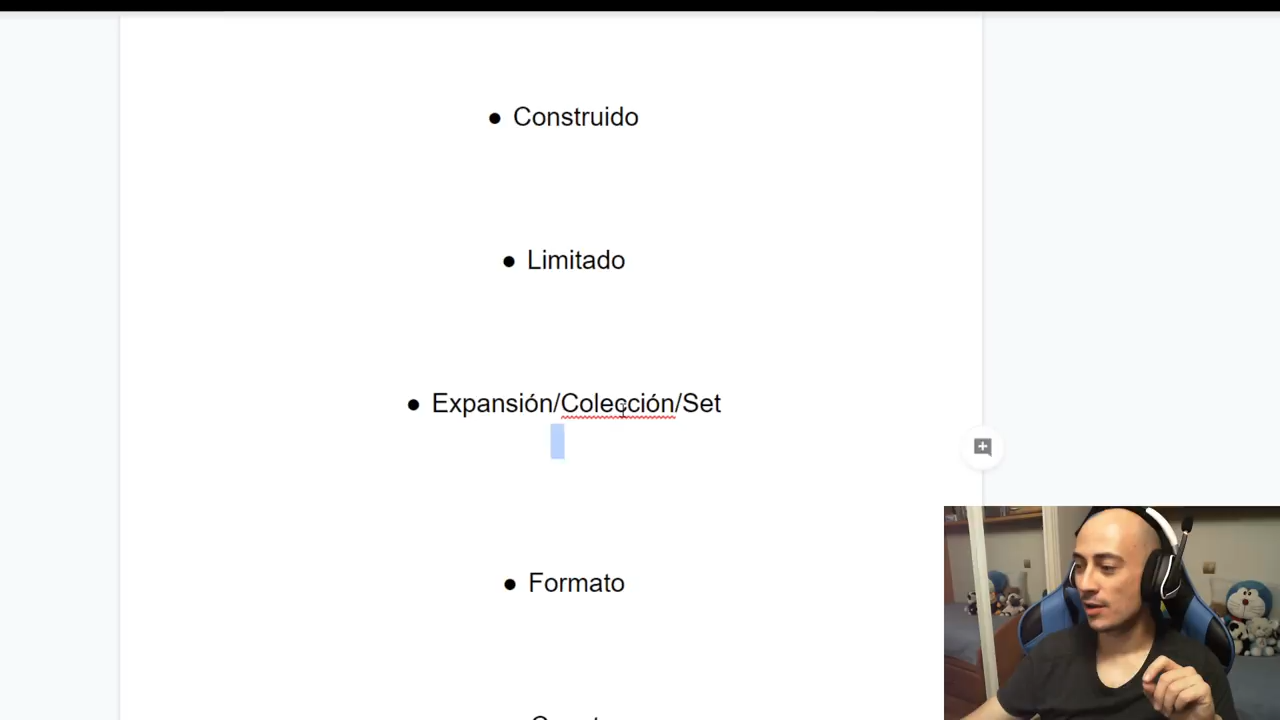 ● Construido
● Limitado
● Expansión/Colección/Set
● Formato